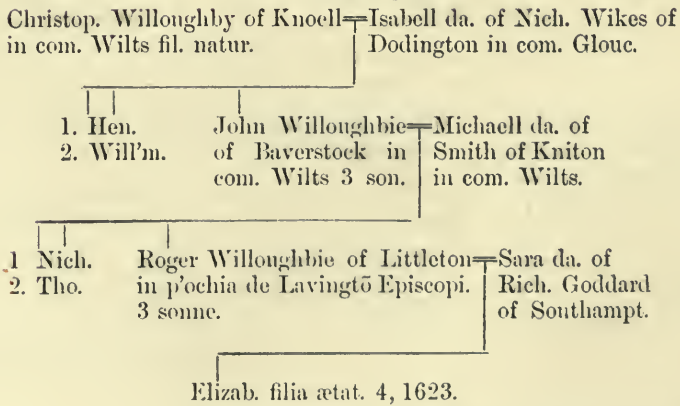 Christop. Willoughby of Knoell=Isabell da. of Nich. Wikes of
in com. Wilts fil. natur. Dodington in com. Glouc.
1. Hen. John Willoughbie=Michaell da. of
2. Will'm. of Baverstock in Smith of Kniton
com. Wilts 3 son. in com. Wilts.
1 Nich. Roger Willoughbie of Littleton=Sara da. of
2. Tho. in p'ochia de Lavingtō Episcopi. Rich. Goddard
3 sonne. of Southampt.
Elizab. filia ætat. 4, 1623.